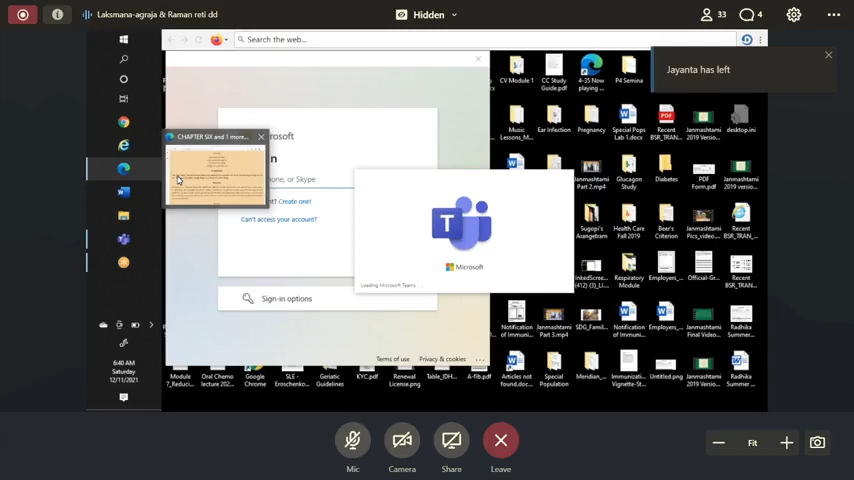 Laksmana-agraja & Raman reti dd
Hidden
33
4
Search the web...
Jayanta has left
CHAPTER SIX and 1 more...
rosoft
n
one, or Skype
t? Create one!
Can't access your account?
Sign-in options
Terms of use
Privacy & cookies
...
Microsoft
Loading Microsoft Teams ...
CV Module 1
CC Study Guide.pdf
4-35 Now playing ...
P4 Semina
Music Lessons_M...
Ear Infection
Pregnancy
Special Pops Lab 1.docx
Recent BSR_TRAN_...
Janmashtami 2019 Versio...
desktop.ini
Janmashtami Part 2.mp4
Glucagon Study
Diabetes
PDF Form.pdf
Janmashtami 2019 versio...
Sugopi's Arangetram
Health Care Fall 2019
Beer's Criterion
Janmashtami Pics_video...
Recent BSR_TRAN_...
InkedScree... (412) (3)_LI...
Respiratory Module
Employers_...
Official-Gr...
Recent BSR_TRAN_...
Notification of Immuni...
Janmashtami Part 3.mp4
SDG_Famil...
Notification of Immuni...
Employers_...
Janmashtami Final Video...
Radhika Summer ...
Module 7_Reduci...
Oral Chemo lecture 202...
Google Chrome
SLE - Eroschenko...
Geriatic Guidelines
KYC.pdf
Renewal License.png
Table_IDH...
A-fib.pdf
Articles not found.doc...
Special Population
Meridian_...
Immunizati... Vignette-St...
Untitled.png
Janmashtami 2019 Versio...
Radhika Summer ...
6:40 AM
Saturday
12/11/2021
Mic
Camera
Share
Leave
Fit